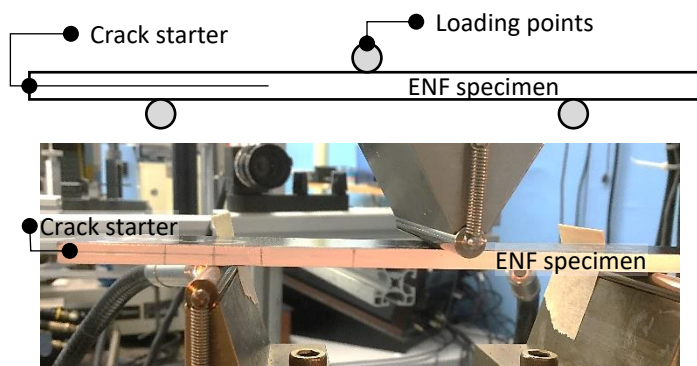 Crack starter
Loading points
ENF specimen
Crack starter
ENF specimen